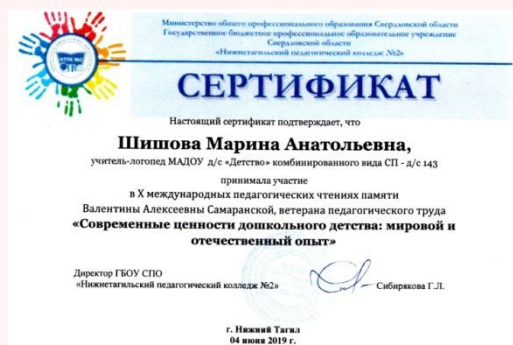 Министерство общего профессионального образования Свердловской области
Государственное бюджетное профессиональное образовательное учреждение
Свердловской области
«Нижнетагильский педагогический колледж №2»
СЕРТИФИКАТ
Настоящий сертификат подтверждает, что
Шишова Марина Анатольевна,
учитель-логопед МАДОУ д/с «Детство» комбинированного вида СП - д/с 143
принимала участие
в X международных педагогических чтениях памяти
Валентины Алексеевны Самаранской, ветерана педагогического труда
«Современные ценности дошкольного детства: мировой и
отечественный опыт»
Директор ГБОУ СПО
«Нижнетагильский педагогический колледж №2»
Сибирякова Г.Л.
г. Нижний Тагил
04 июня 2019 г.